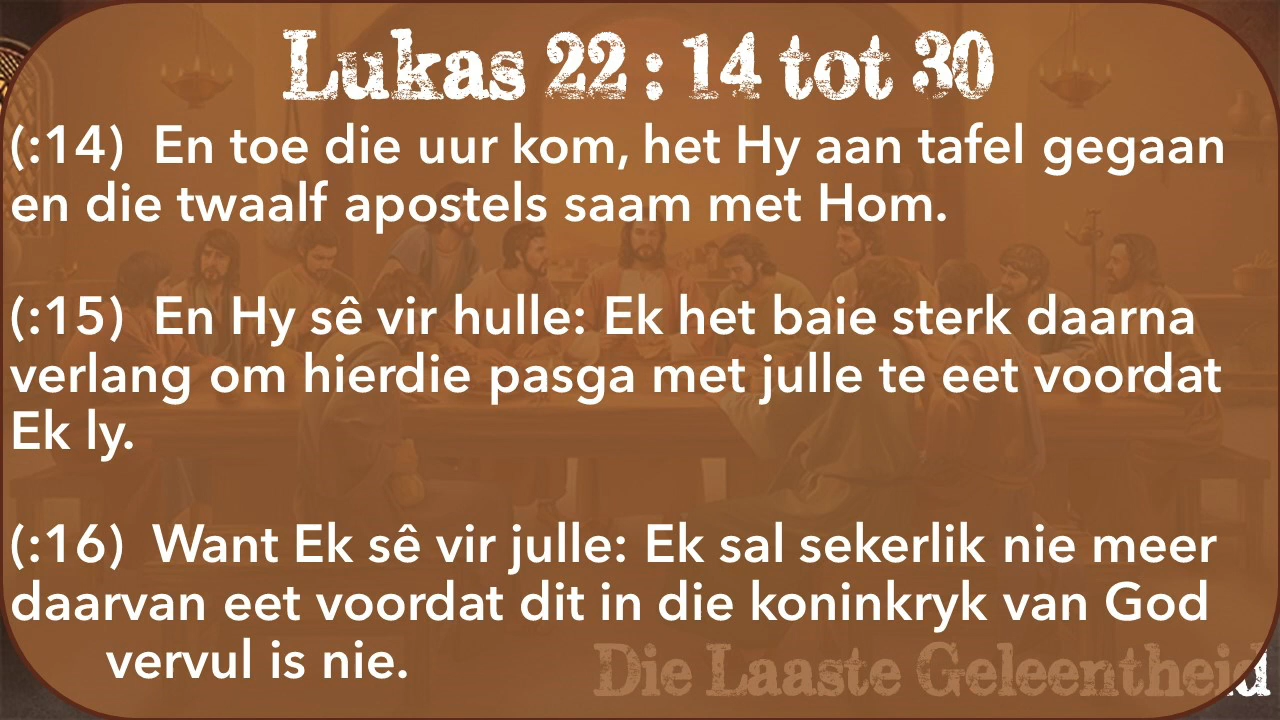 Lukas 22 : 14 tot 30
(:14)  En toe die uur kom, het Hy aan tafel gegaan
en die twaalf apostels saam met Hom.
(:15)  En Hy sê vir hulle: Ek het baie sterk daarna
verlang om hierdie pasga met julle te eet voordat
Ek ly.
(:16)  Want Ek sê vir julle: Ek sal sekerlik nie meer
daarvan eet voordat dit in die koninkryk van God
vervul is nie.
Die Laaste Geleentheid